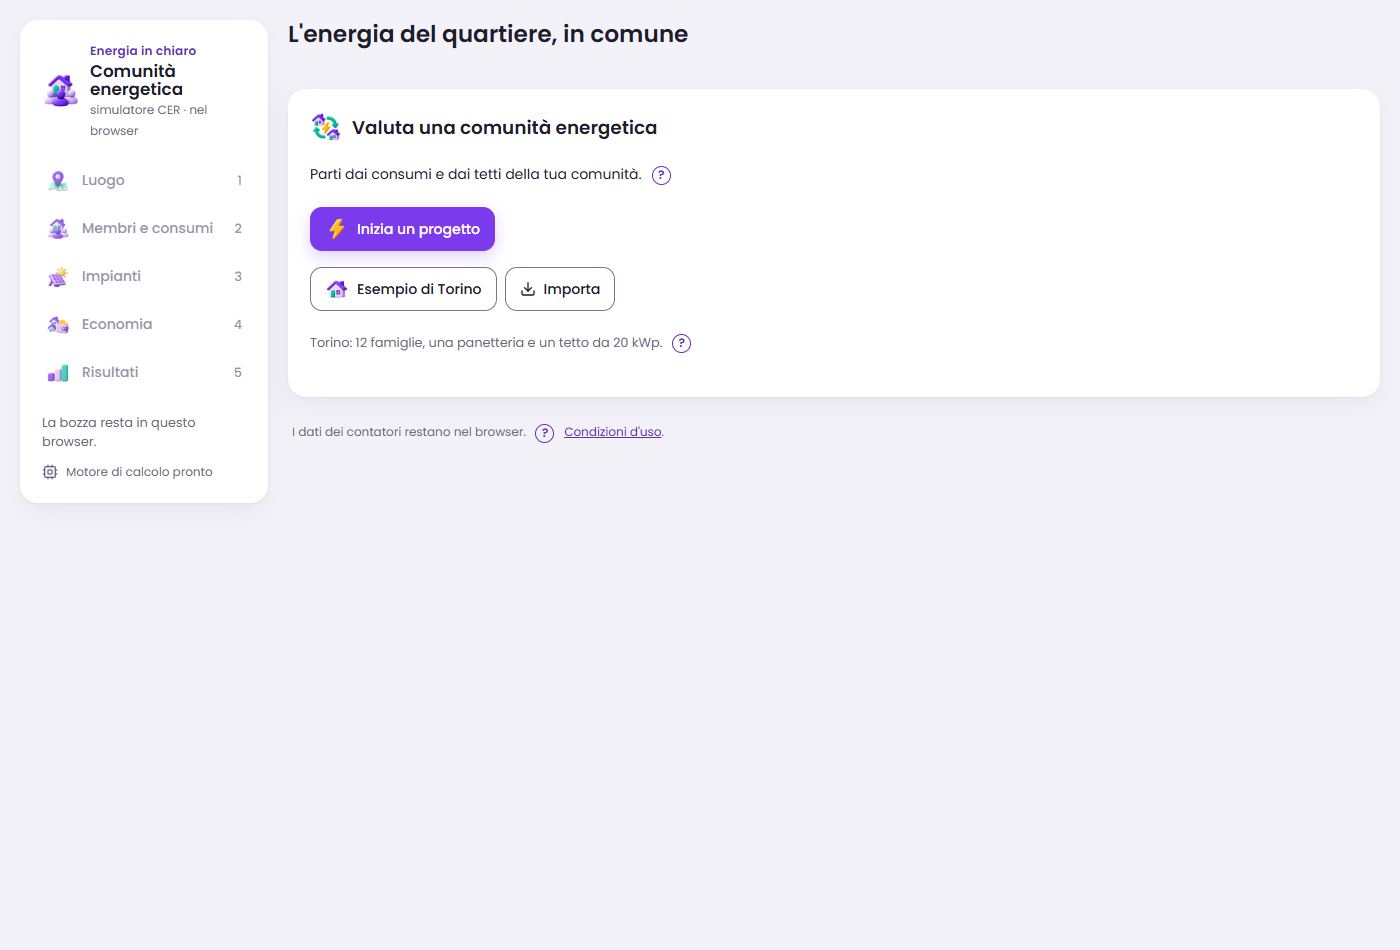 Energia in chiaro
Comunità
energetica
simulatore CER · nel
browser
Luogo 1
Membri e consumi 2
Impianti 3
Economia 4
Risultati 5
La bozza resta in questo
browser.
Motore di calcolo pronto
L'energia del quartiere, in comune
Valuta una comunità energetica
Parti dai consumi e dai tetti della tua comunità. ?
Inizia un progetto
Esempio di Torino
Importa
Torino: 12 famiglie, una panetteria e un tetto da 20 kWp. ?
I dati dei contatori restano nel browser. ? Condizioni d'uso.